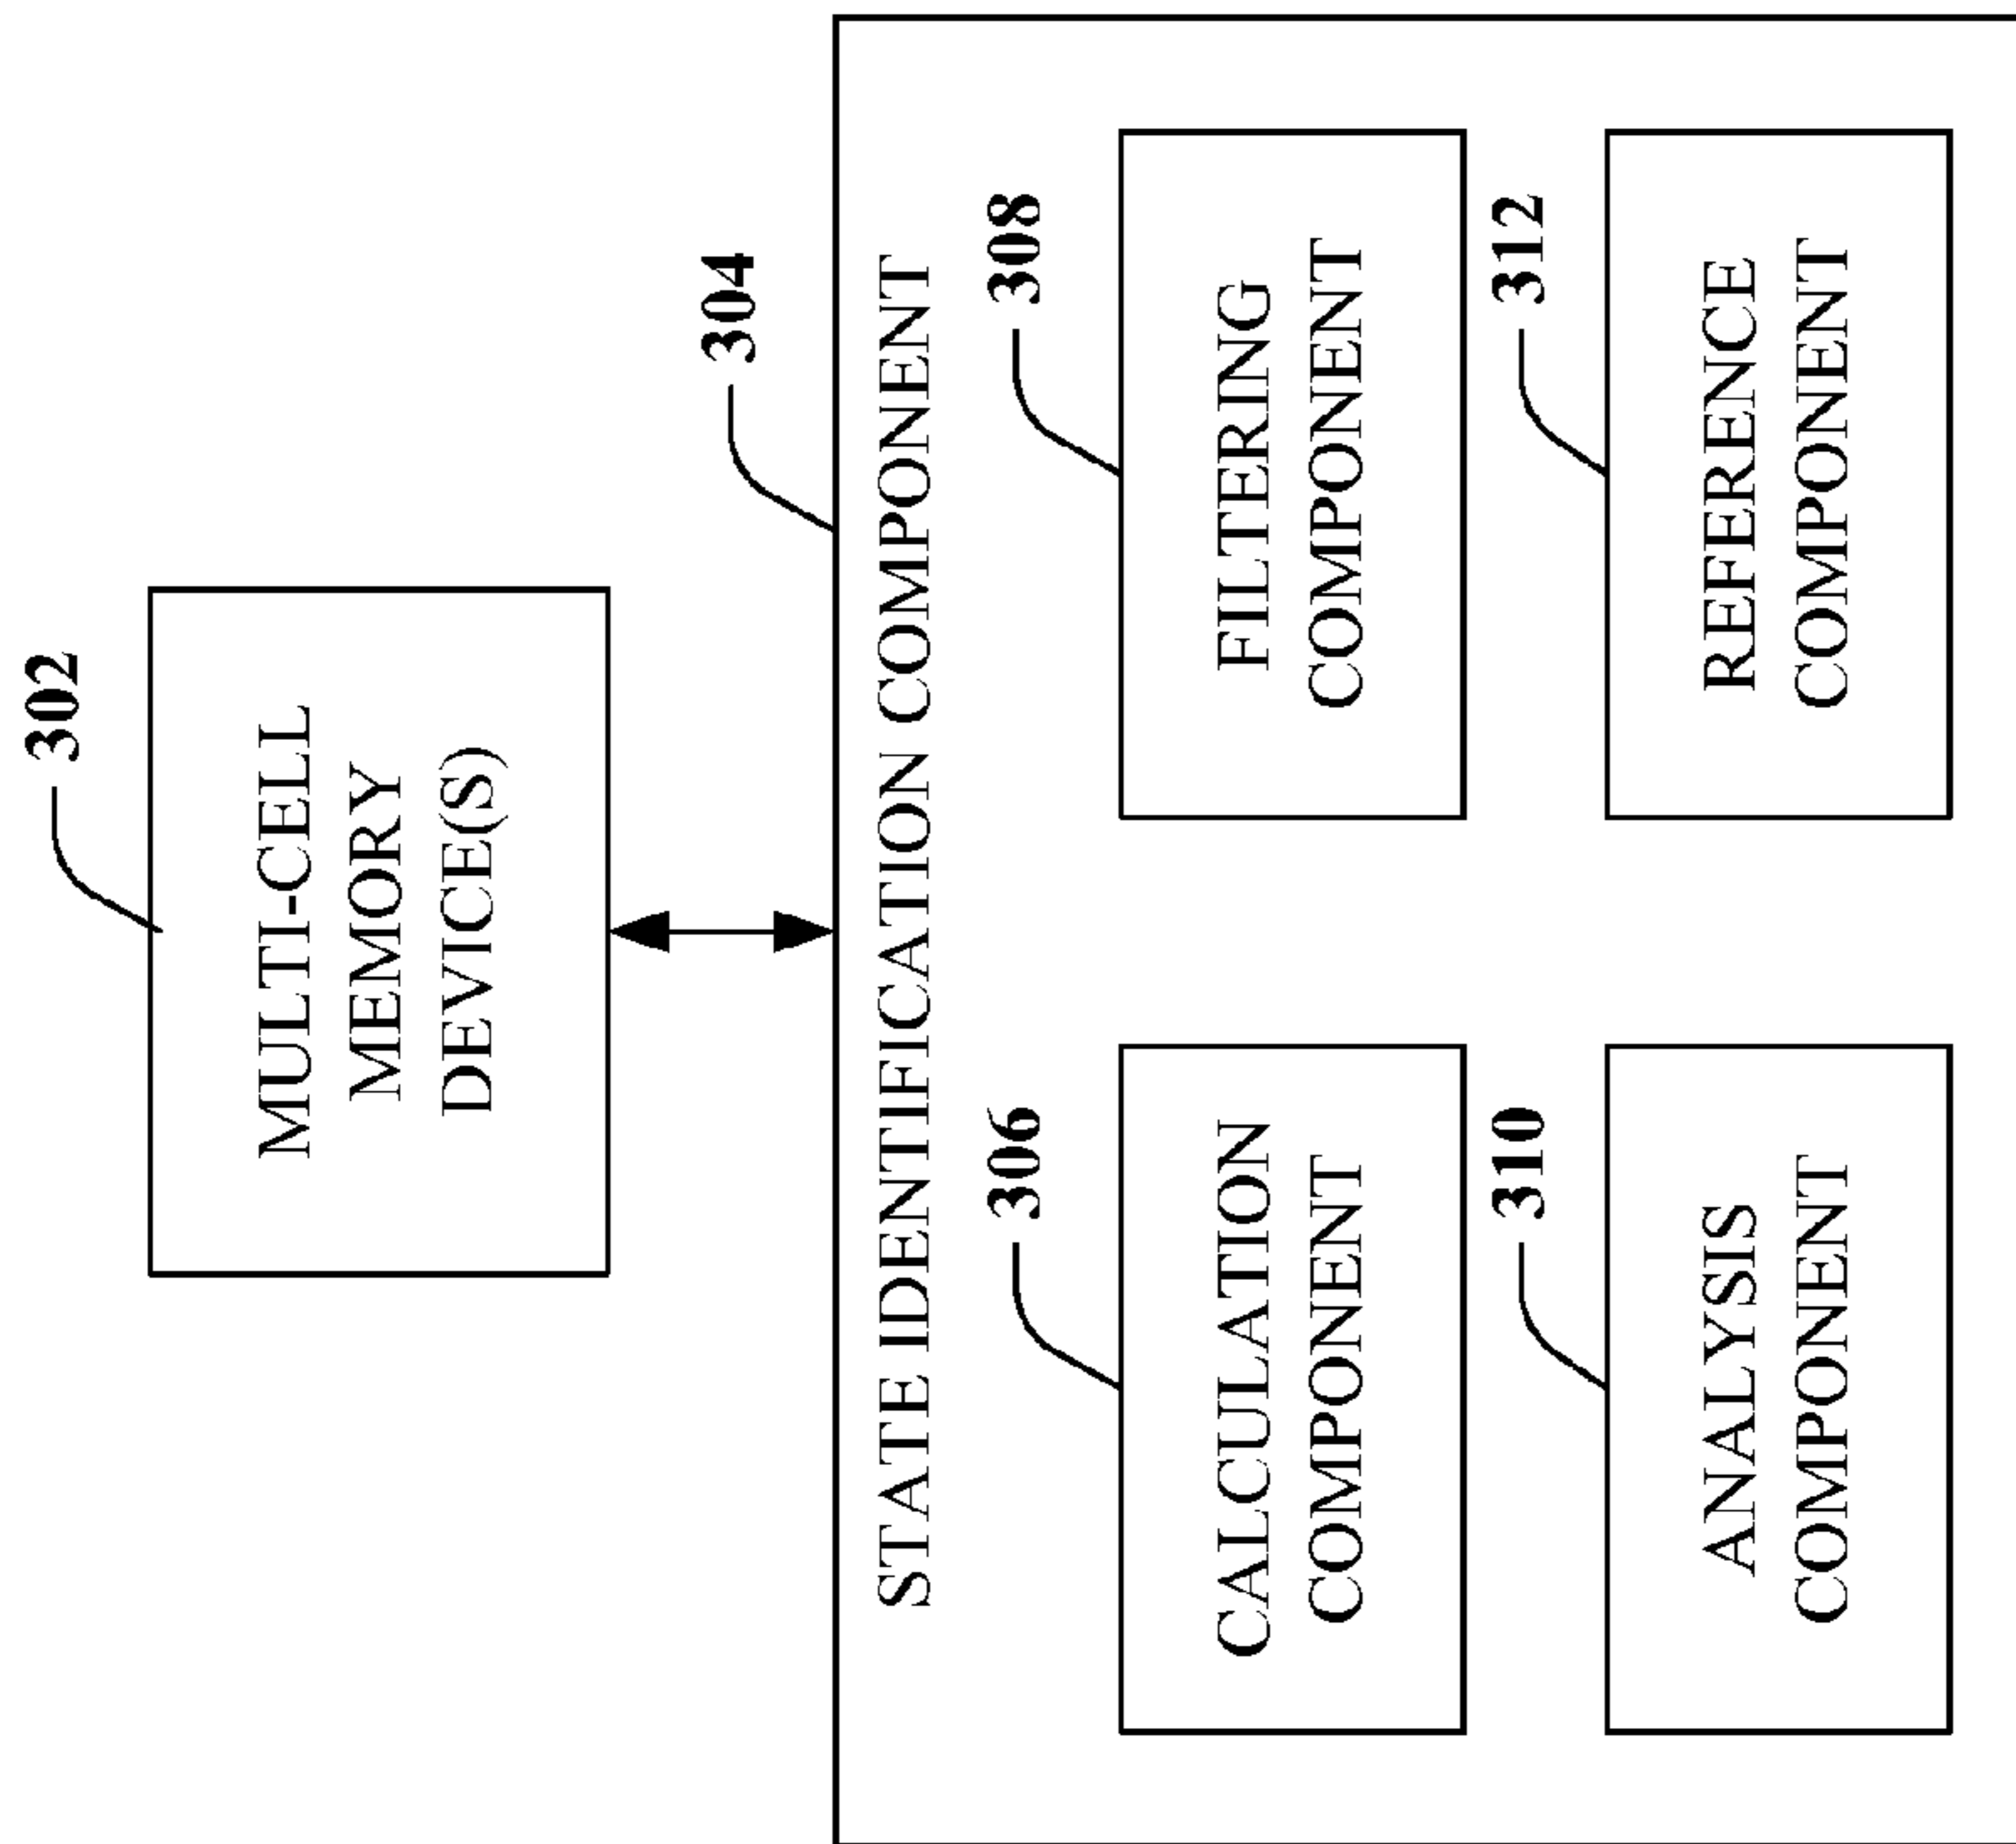 302
MULTI-CELL
MEMORY
DEVICE(S)
304
STATE IDENTIFICATION COMPONENT
306
CALCULATION
COMPONENT
308
FILTERING
COMPONENT
310
ANALYSIS
COMPONENT
312
REFERENCE
COMPONENT